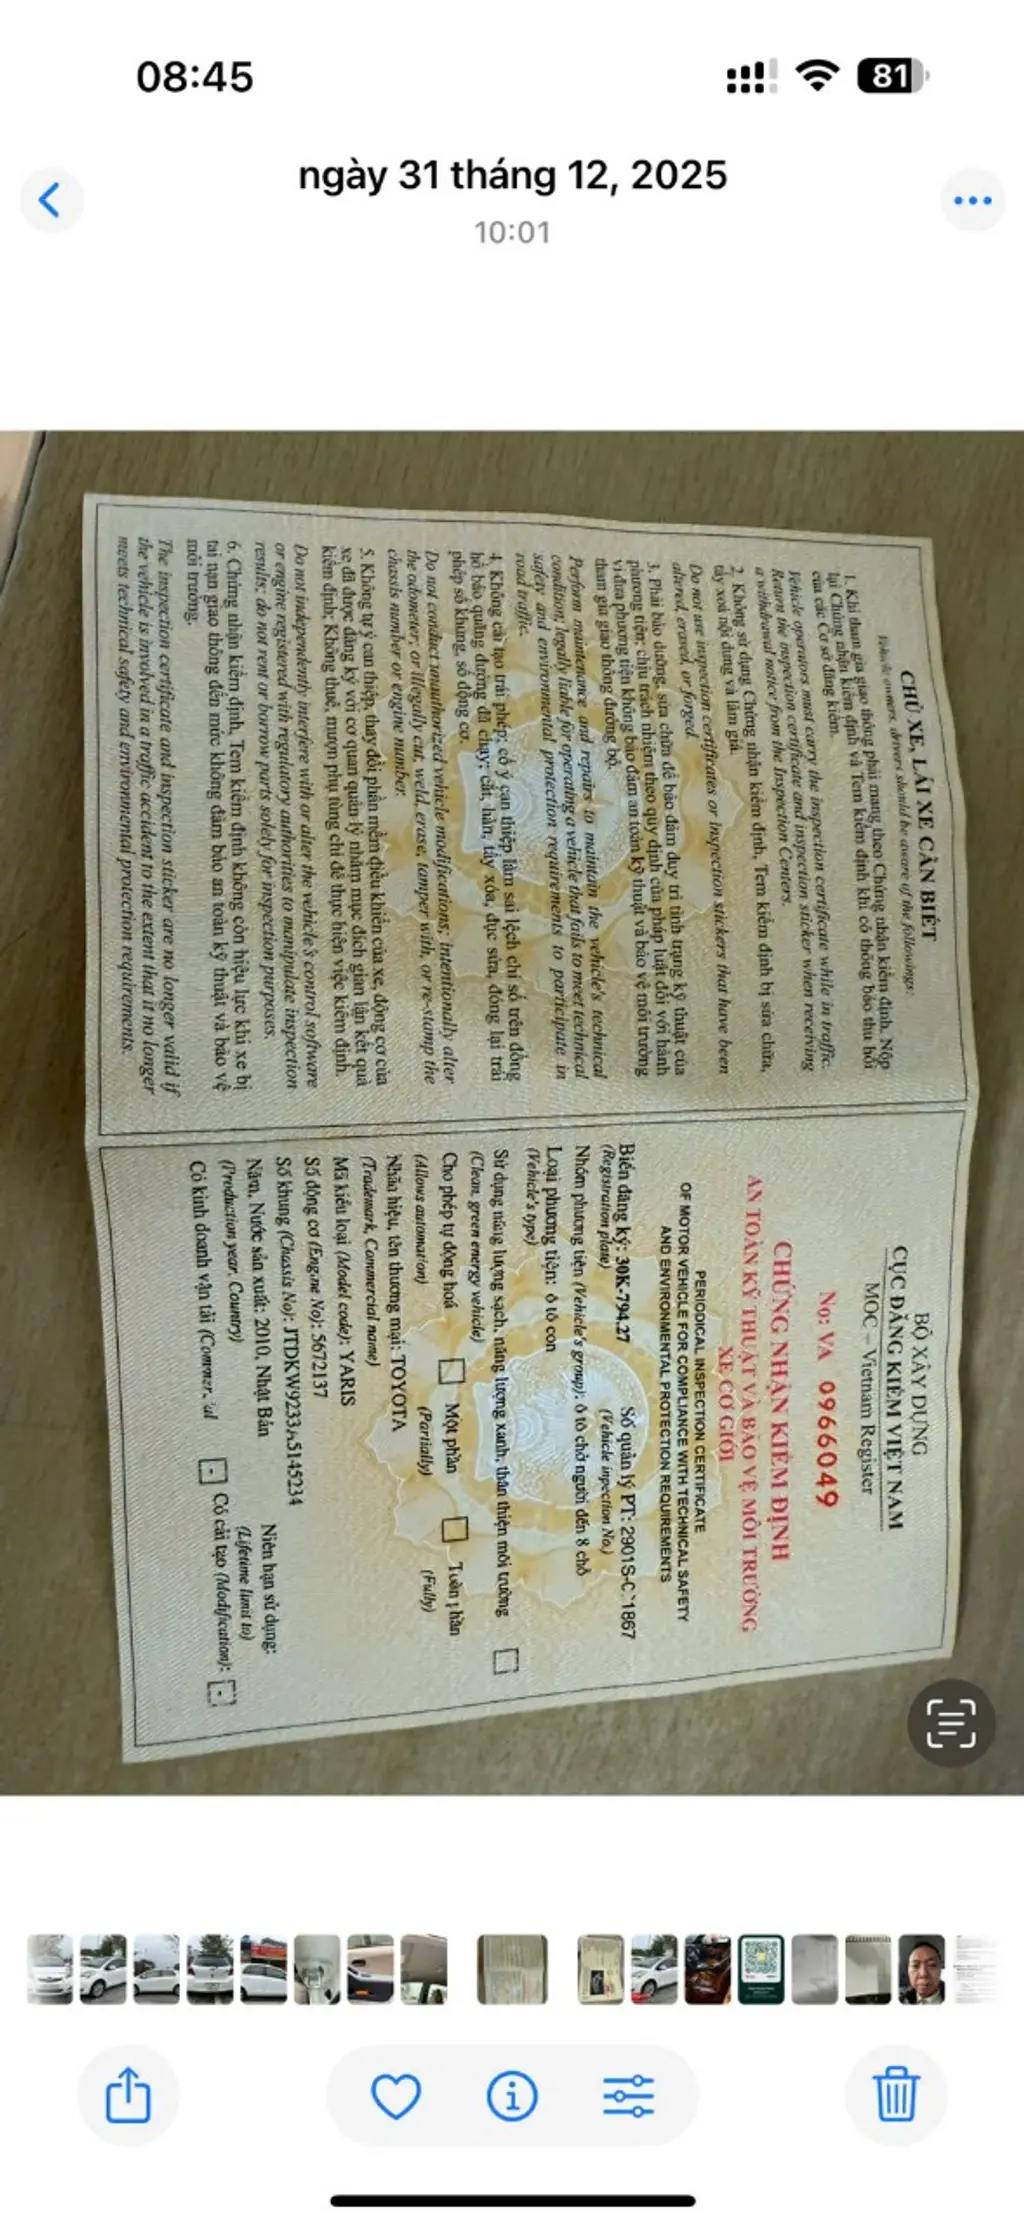 08:45
81
ngày 31 tháng 12, 2025
10:01
CHỦ XE, LÁI XE CẦN BIẾT
Vehicle owners, drivers should be aware of the followings:
1. Khi tham gia giao thông phải mang theo Chứng nhận kiểm định. Nộp
lại Chứng nhận kiểm định và Tem kiểm định khi có thông báo thu hồi
của các Cơ sở đăng kiểm.
Vehicle operators must carry the inspection certificate while in traffic.
Return the inspection certificate and inspection sticker when receiving
a withdrawal notice from the Inspection Centers.
2. Không sử dụng Chứng nhận kiểm định, Tem kiểm định bị sửa chữa,
tẩy xoá nội dung và làm giả.
Do not use inspection certificates or inspection stickers that have been
altered, erased, or forged.
3. Phải bảo dưỡng, sửa chữa để bảo đảm duy trì tình trạng kỹ thuật của
phương tiện; chịu trách nhiệm theo quy định của pháp luật đối với hành
vi đưa phương tiện không bảo đảm an toàn kỹ thuật và bảo vệ môi trường
tham gia giao thông đường bộ.
Perform maintenance and repairs to maintain the vehicle's technical
condition; legally liable for operating a vehicle that fails to meet technical
safety and environmental protection requirements to participate in
road traffic.
4. Không cải tạo trái phép; cố ý can thiệp làm sai lệch chỉ số trên đồng
hồ báo quãng đường đã chạy; cắt, hàn, tẩy xóa, đục sửa, đóng lại trái
phép số khung, số động cơ.
Do not conduct unauthorized vehicle modifications; intentionally alter
the odometer; or illegally cut, weld, erase, tamper with, or re-stamp the
chassis number or engine number.
5. Không tự ý can thiệp, thay đổi phần mềm điều khiển của xe, động cơ của
xe đã được đăng ký với cơ quan quản lý nhằm mục đích gian lận kết quả
kiểm định; Không thuê, mượn phụ tùng chỉ để thực hiện việc kiểm định.
Do not independently interfere with or alter the vehicle's control software
or engine registered with regulatory authorities to manipulate inspection
results; do not rent or borrow parts solely for inspection purposes.
6. Chứng nhận kiểm định, Tem kiểm định không còn hiệu lực khi xe bị
tai nạn giao thông đến mức không đảm bảo an toàn kỹ thuật và bảo vệ
môi trường.
The inspection certificate and inspection sticker are no longer valid if
the vehicle is involved in a traffic accident to the extent that it no longer
meets technical safety and environmental protection requirements.
BỘ XÂY DỰNG
CỤC ĐĂNG KIỂM VIỆT NAM
MOC – Vietnam Register
No: VA 0966049
CHỨNG NHẬN KIỂM ĐỊNH
AN TOÀN KỸ THUẬT VÀ BẢO VỆ MÔI TRƯỜNG
XE CƠ GIỚI
PERIODICAL INSPECTION CERTIFICATE
OF MOTOR VEHICLE FOR COMPLIANCE WITH TECHNICAL SAFETY
AND ENVIRONMENTAL PROTECTION REQUIREMENTS
Biển đăng ký: 30K-794.27 Số quản lý PT: 2901S-C 1867
(Registration plate) (Vehicle inpection No.)
Nhóm phương tiện (Vehicle's group): ô tô chở người đến 8 chỗ
Loại phương tiện: ô tô con
(Vehicle's type)
Sử dụng năng lượng sạch, năng lượng xanh, thân thiện môi trường
(Clean, green energy vehicle)
Cho phép tự động hoá Một phần Toàn phần
(Allows automation) (Partially) (Fully)
Nhãn hiệu, tên thương mại: TOYOTA
(Trademark, Commercial name)
Mã kiểu loại (Model code): YARIS
Số động cơ (Engine No): 5672137
Số khung (Chassis No): JTDKW9233 5145234
Năm, Nước sản xuất: 2010, Nhật Bản Niên hạn sử dụng:
(Production year, Country) (Lifetime limit to)
Có kinh doanh vận tải (Commercial Có cải tạo (Modification):